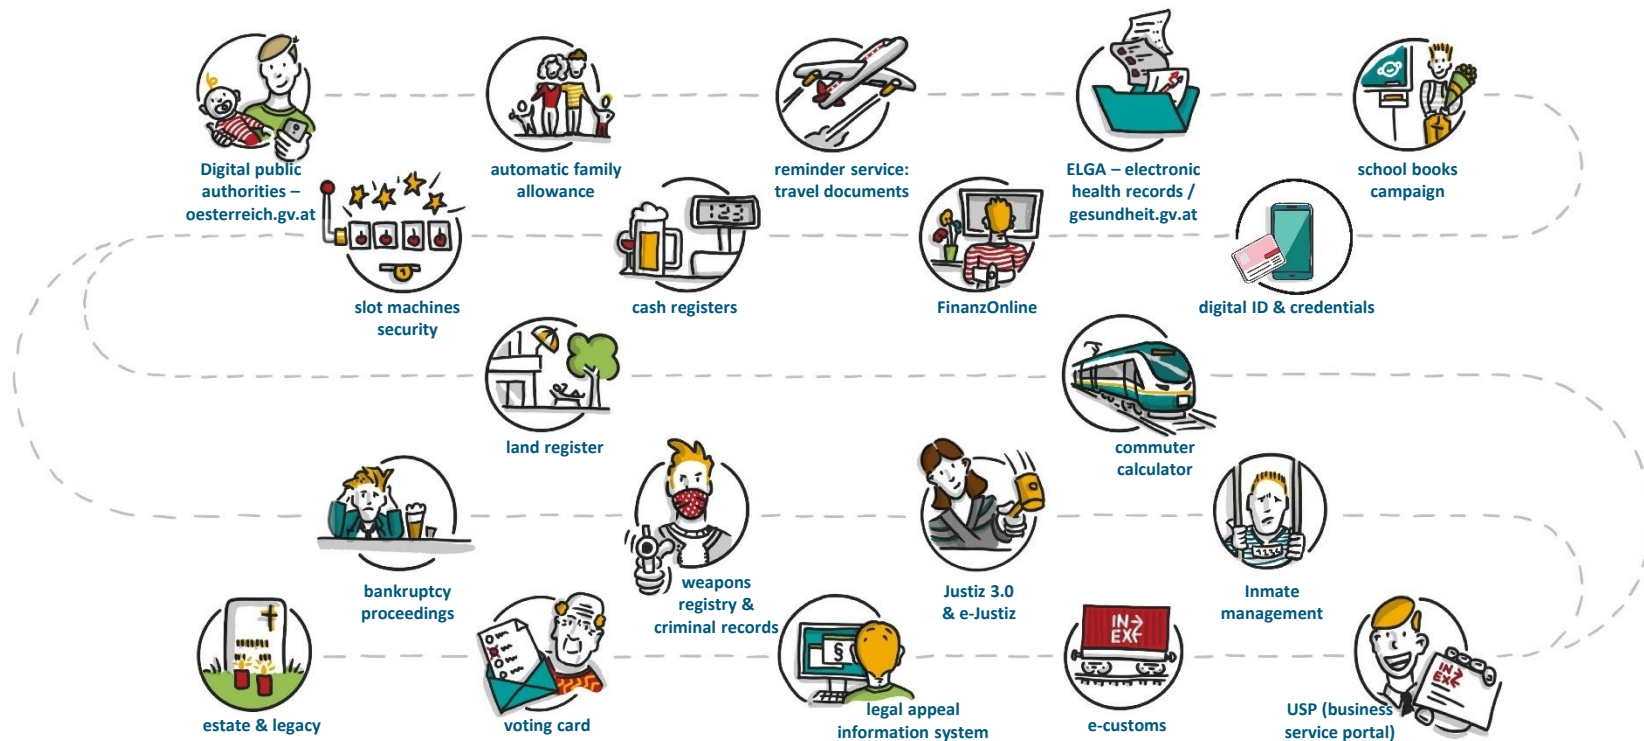 Digital public
authorities –
oesterreich.gv.at
automatic family
allowance
reminder service:
travel documents
ELGA – electronic
health records /
gesundheit.gv.at
school books
campaign
slot machines
security
123
cash registers
FinanzOnline
digital ID & credentials
land register
commuter
calculator
bankruptcy
proceedings
weapons
registry &
criminal records
Justiz 3.0
& e-Justiz
1234
Inmate
management
estate & legacy
voting card
§
legal appeal
information system
IN
EX
e-customs
IN
EX
USP (business
service portal)